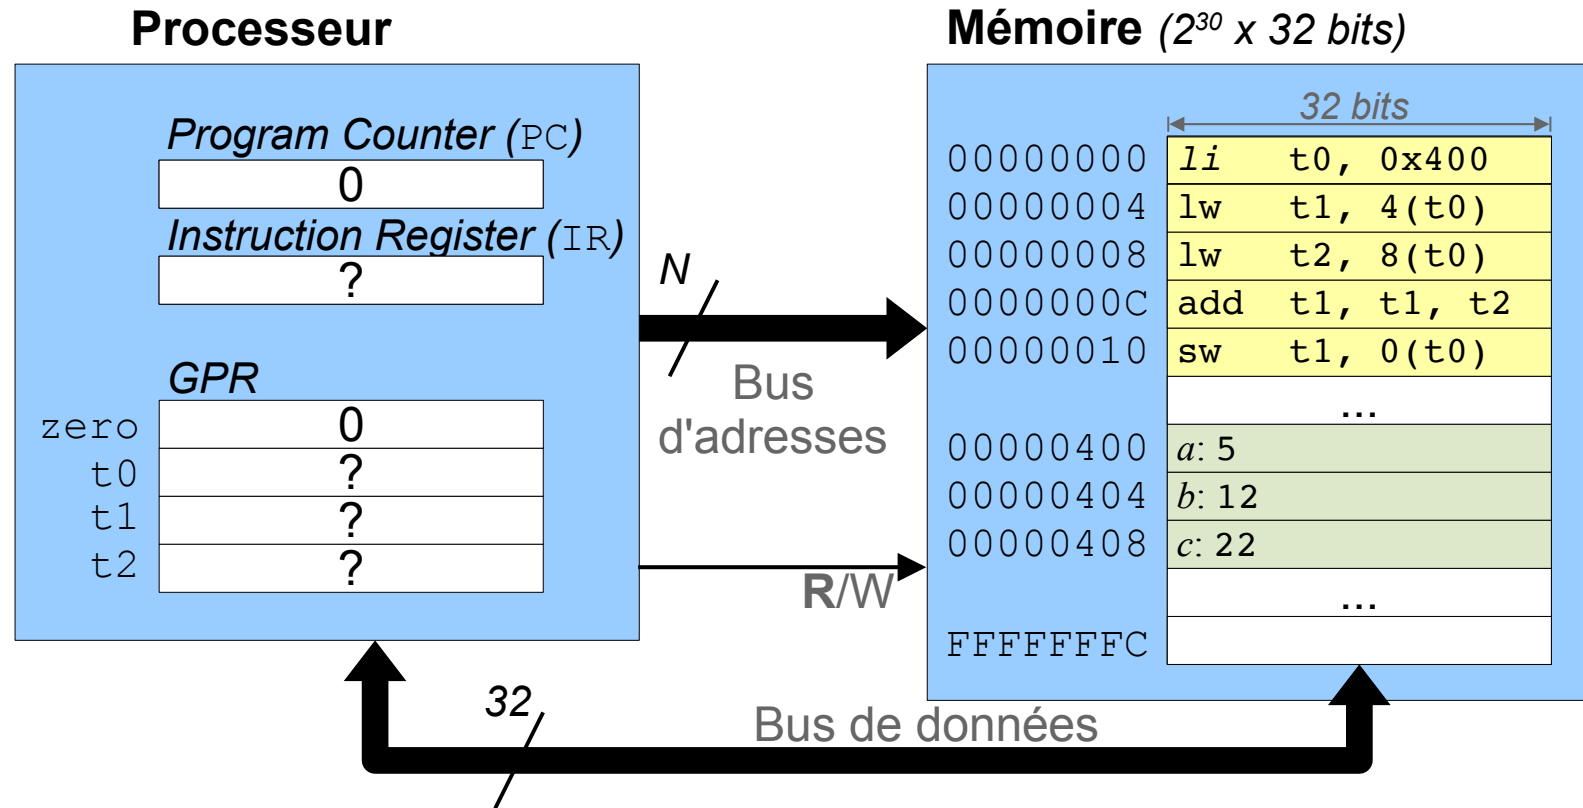 Processeur
Mémoire (2³⁰ x 32 bits)
Program Counter (PC)
0
Instruction Register (IR)
?
GPR
zero 0
t0 ?
t1 ?
t2 ?
N
Bus
d'adresses
R/W
32
Bus de données
32 bits
00000000 li t0, 0x400
00000004 lw t1, 4(t0)
00000008 lw t2, 8(t0)
0000000C add t1, t1, t2
00000010 sw t1, 0(t0)
...
00000400 a: 5
00000404 b: 12
00000408 c: 22
...
FFFFFFFC